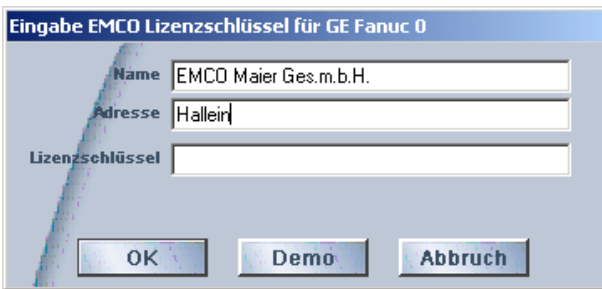 Eingabe EMCO Lizenzschlüssel für GE Fanuc 0
Name EMCO Maier Ges.m.b.H.
Adresse Hallein
Lizenzschlüssel
OK Demo Abbruch